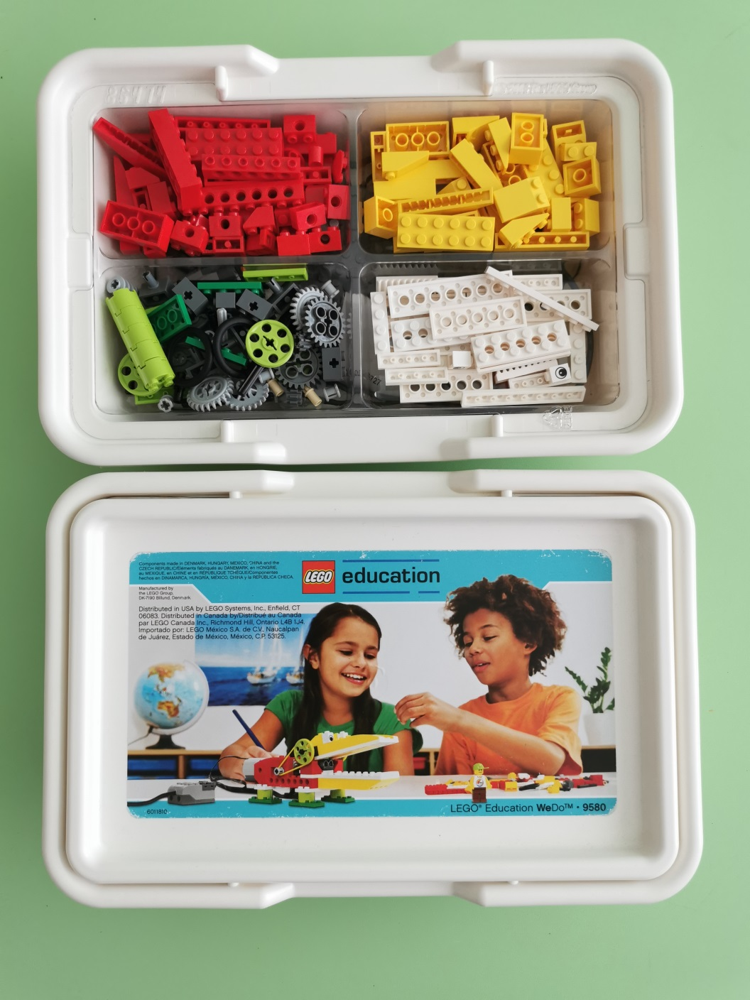 Components made in DENMARK, HUNGARY, MEXICO, CHINA and the
CZECH REPUBLIC/Eléments fabriqués au DANEMARK, en HONGRIE,
au MEXIQUE, en CHINE et en RÉPUBLIQUE TCHÈQUE/Componentes
hechos en DINAMARCA, HUNGRÍA, MÉXICO, CHINA y la REPÚBLICA CHECA.
LEGO education
Manufactured by
the LEGO Group,
DK-7190 Billund, Denmark.
Distributed in USA by LEGO Systems, Inc., Enfield, CT
06083. Distributed in Canada by/Distribué au Canada
par LEGO Canada Inc., Richmond Hill, Ontario L4B 1J4.
Importado por: LEGO México S.A. de C.V., Naucalpan
de Juárez, Estado de México, México, C.P. 53125.
6011810
LEGO® Education WeDo™ • 9580